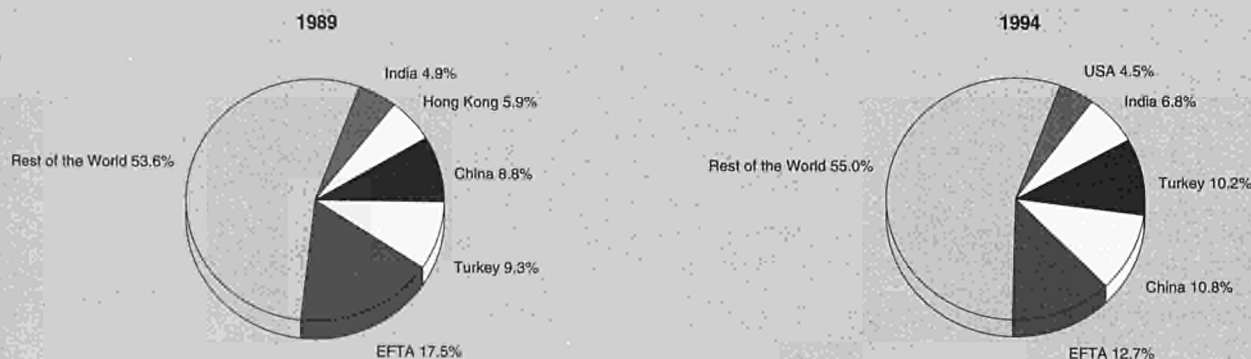 1989
India 4.9%
Hong Kong 5.9%
Rest of the World 53.6%
China 8.8%
Turkey 9.3%
EFTA 17.5%
1994
USA 4.5%
India 6.8%
Rest of the World 55.0%
Turkey 10.2%
China 10.8%
EFTA 12.7%